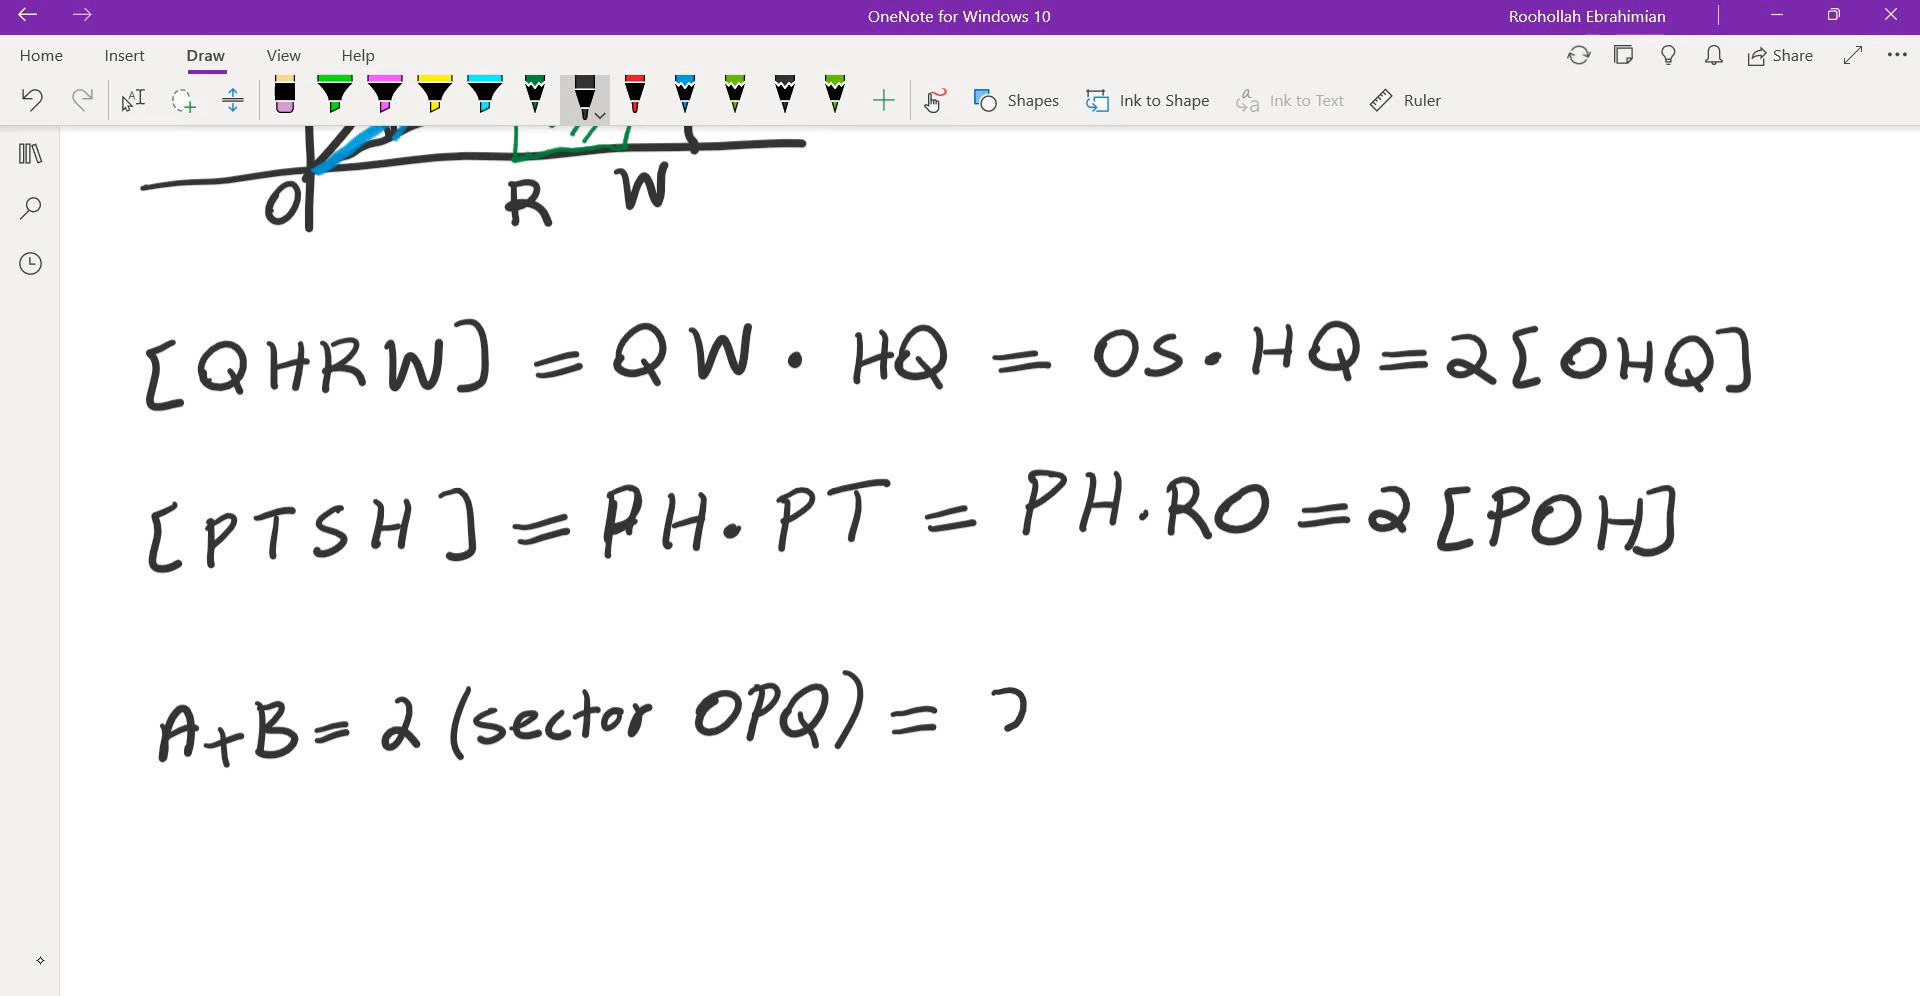 OneNote for Windows 10
Roohollah Ebrahimian
Home Insert Draw View Help
Share
Shapes Ink to Shape Ink to Text Ruler
O R W
[QHRW] = QW . HQ = OS . HQ = 2[OHQ]
[PTSH] = PH . PT = PH . RO = 2[POH]
A+B = 2 (sector OPQ) =